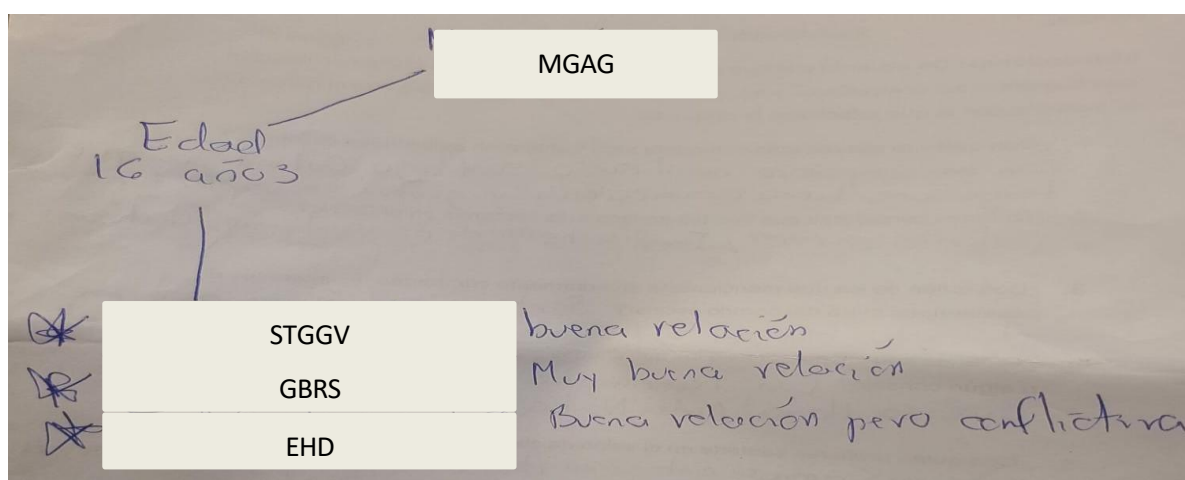 MGAG
Edad
16 años
STGGV buena relación
GBRS Muy buena relación
EHD Buena relación pero conflictiva